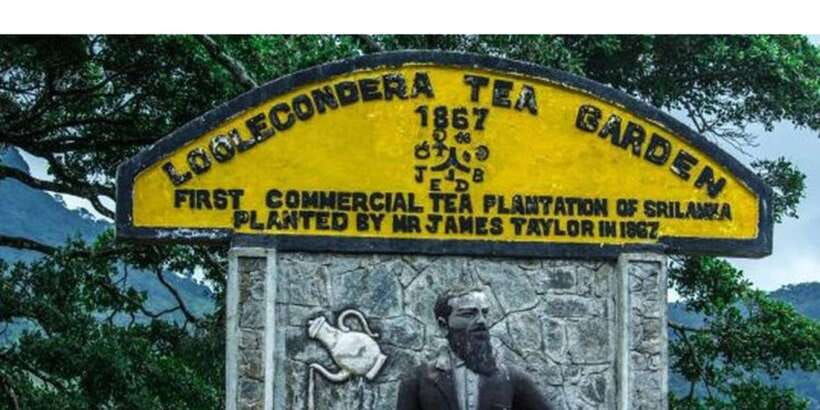 LOOLECONDERA TEA GARDEN
1867
J E D B
FIRST COMMERCIAL TEA PLANTATION OF SRILANKA
PLANTED BY MR JAMES TAYLOR IN 1867